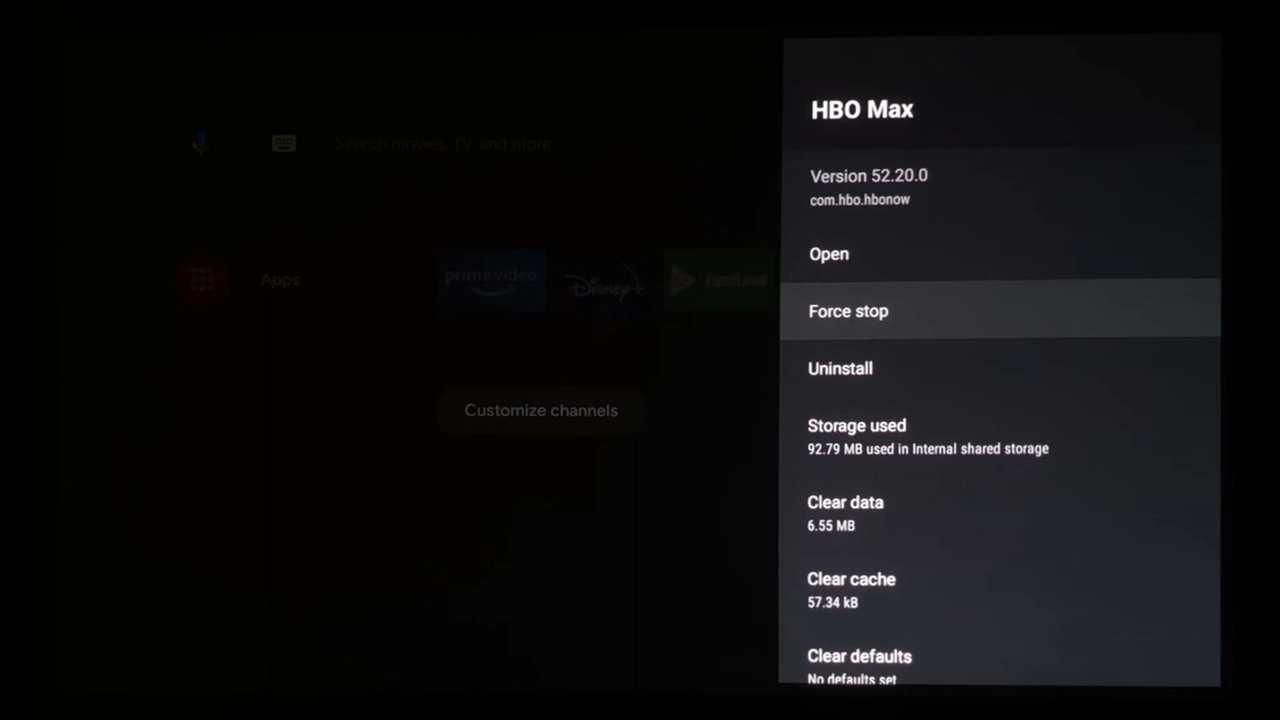 Search movies, TV, and more
Apps
prime video
Disney+
Customize channels
HBO Max
Version 52.20.0
com.hbo.hbonow
Open
Force stop
Uninstall
Storage used
92.79 MB used in Internal shared storage
Clear data
6.55 MB
Clear cache
57.34 kB
Clear defaults
No defaults set